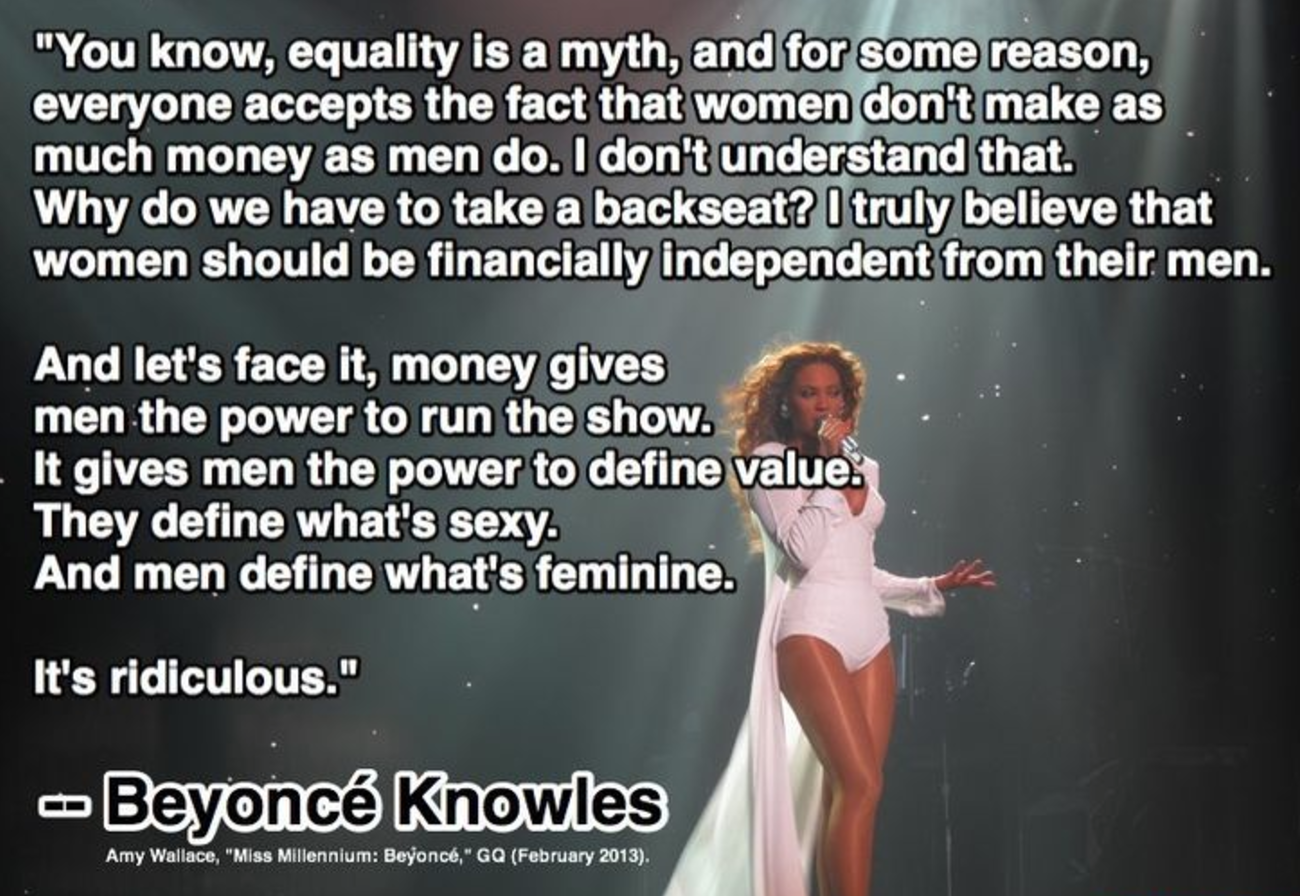 "You know, equality is a myth, and for some reason,
everyone accepts the fact that women don't make as
much money as men do. I don't understand that.
Why do we have to take a backseat? I truly believe that
women should be financially independent from their men.
And let's face it, money gives
men the power to run the show.
It gives men the power to define value.
They define what's sexy.
And men define what's feminine.
It's ridiculous."
-- Beyoncé Knowles
Amy Wallace, "Miss Millennium: Beyoncé," GQ (February 2013).